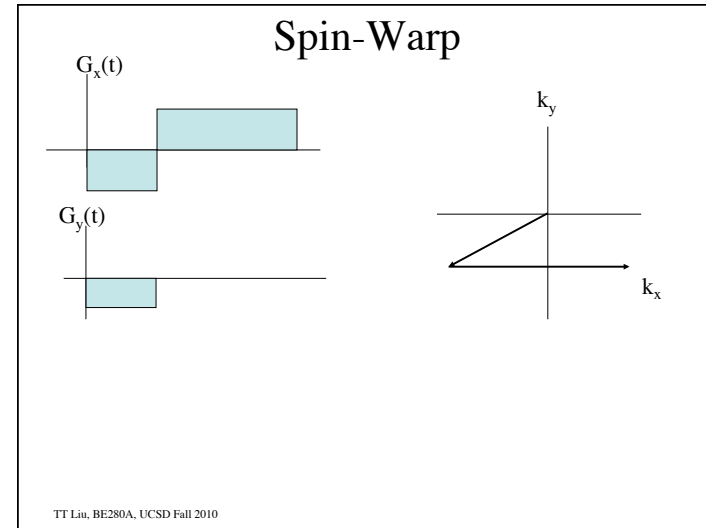 Spin-Warp
Gx(t)
ky
Gy(t)
kx
TT Liu, BE280A, UCSD Fall 2010